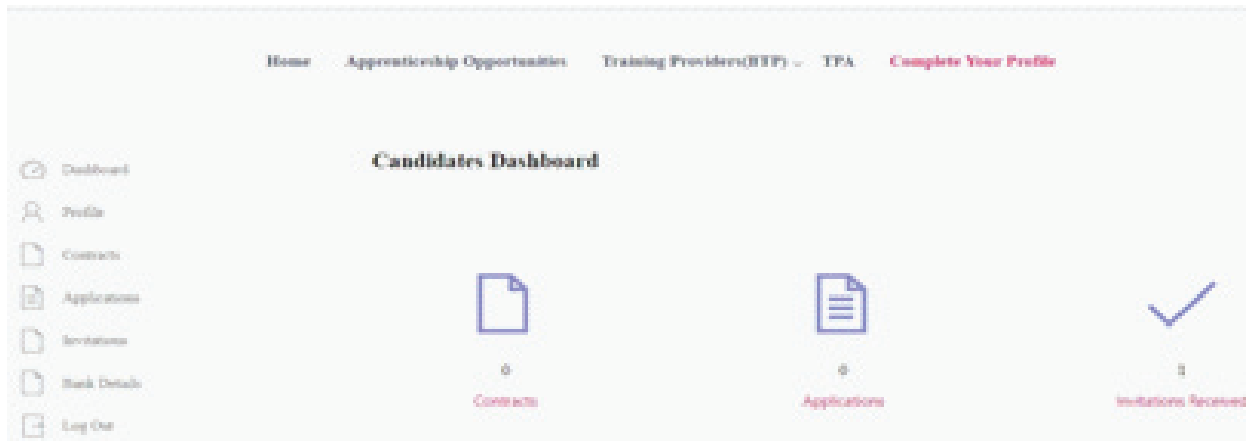 Home Apprenticeship Opportunities Training Providers(BTP) TPA Complete Your Profile
Candidates Dashboard
Dashboard
Profile
Contracts
Applications
Invitations
Bank Details
Log Out
0
Contracts
0
Applications
1
Invitations Received